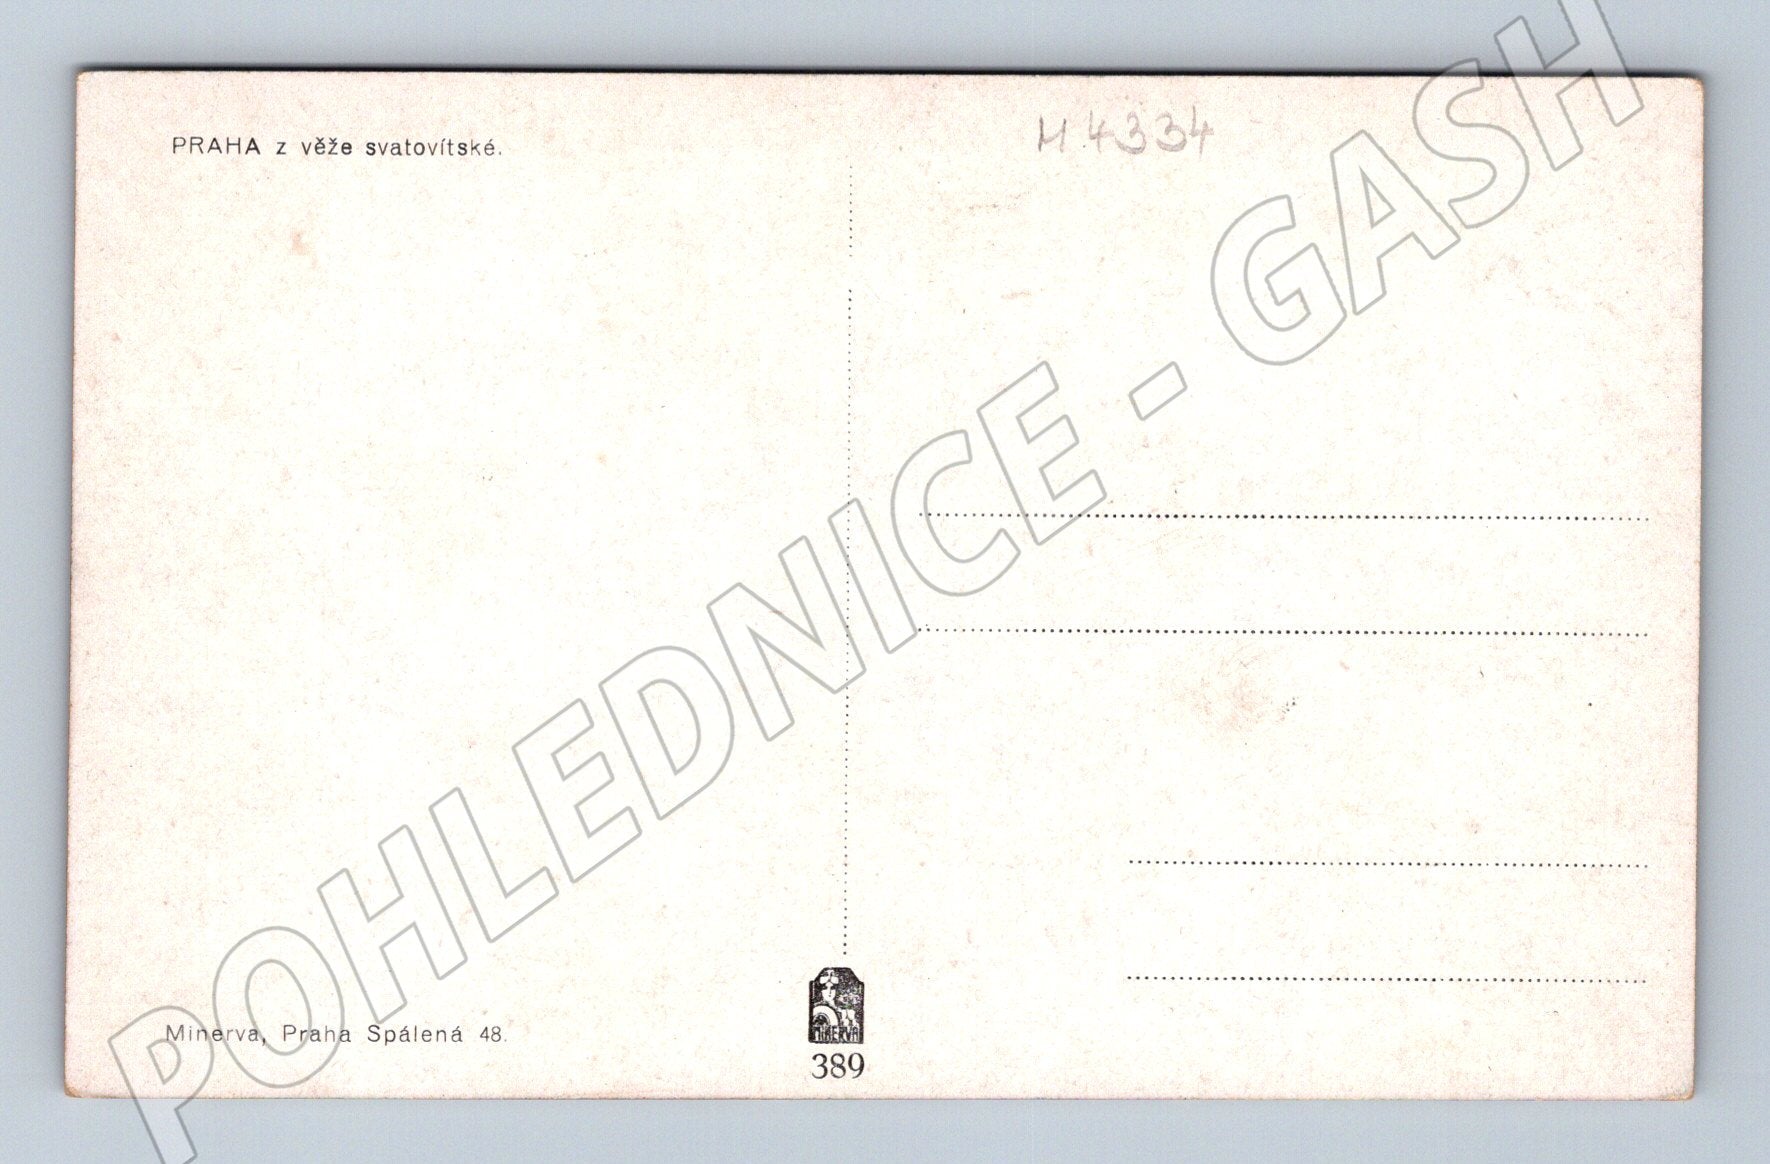 PRAHA z věže svatovítské.
H 4334
POHLEDNICE - GASH
Minerva, Praha Spálená 48.
MINERVA
389